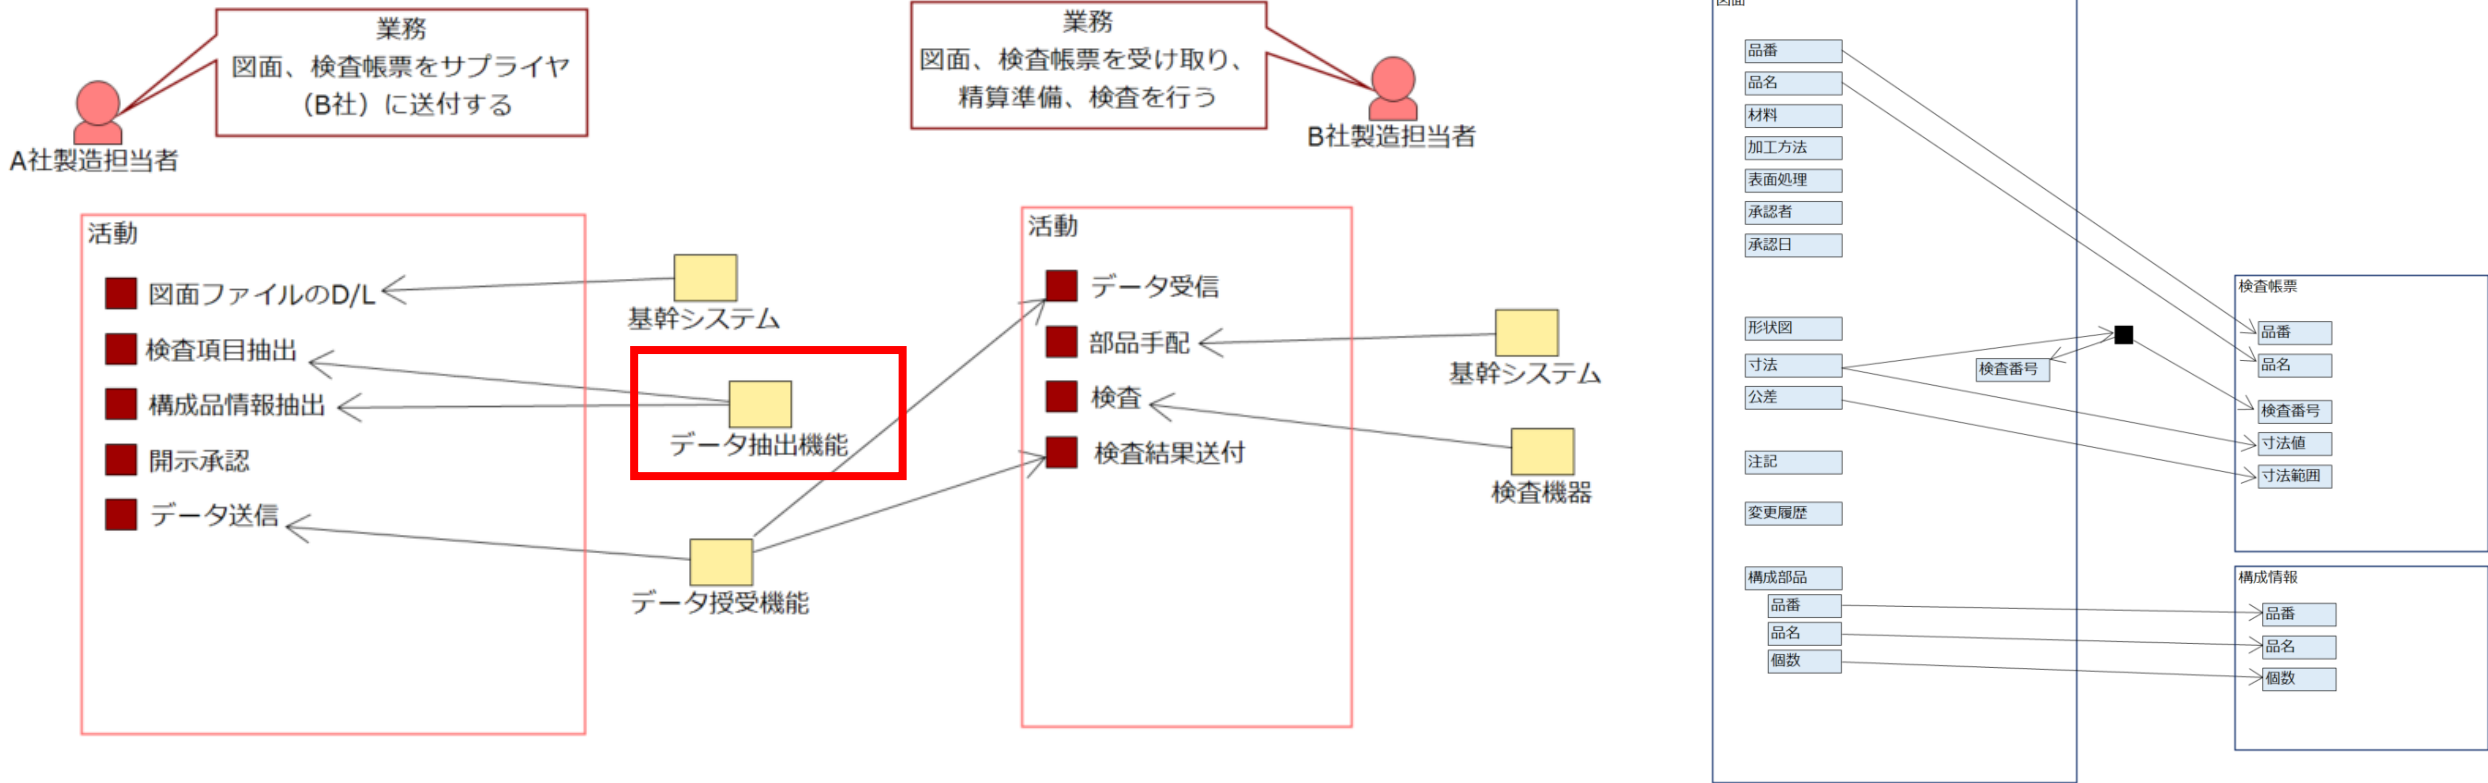 業務
図面、検査帳票をサプライヤ
（B社）に送付する
A社製造担当者
業務
図面、検査帳票を受け取り、
精算準備、検査を行う
B社製造担当者
活動
図面ファイルのD/L
検査項目抽出
構成品情報抽出
開示承認
データ送信
基幹システム
データ抽出機能
データ授受機能
活動
データ受信
部品手配
検査
検査結果送付
基幹システム
検査機器
図面
品番
品名
材料
加工方法
表面処理
承認者
承認日
形状図
寸法
公差
注記
変更履歴
構成部品
品番
品名
個数
検査番号
検査帳票
品番
品名
検査番号
寸法値
寸法範囲
構成情報
品番
品名
個数